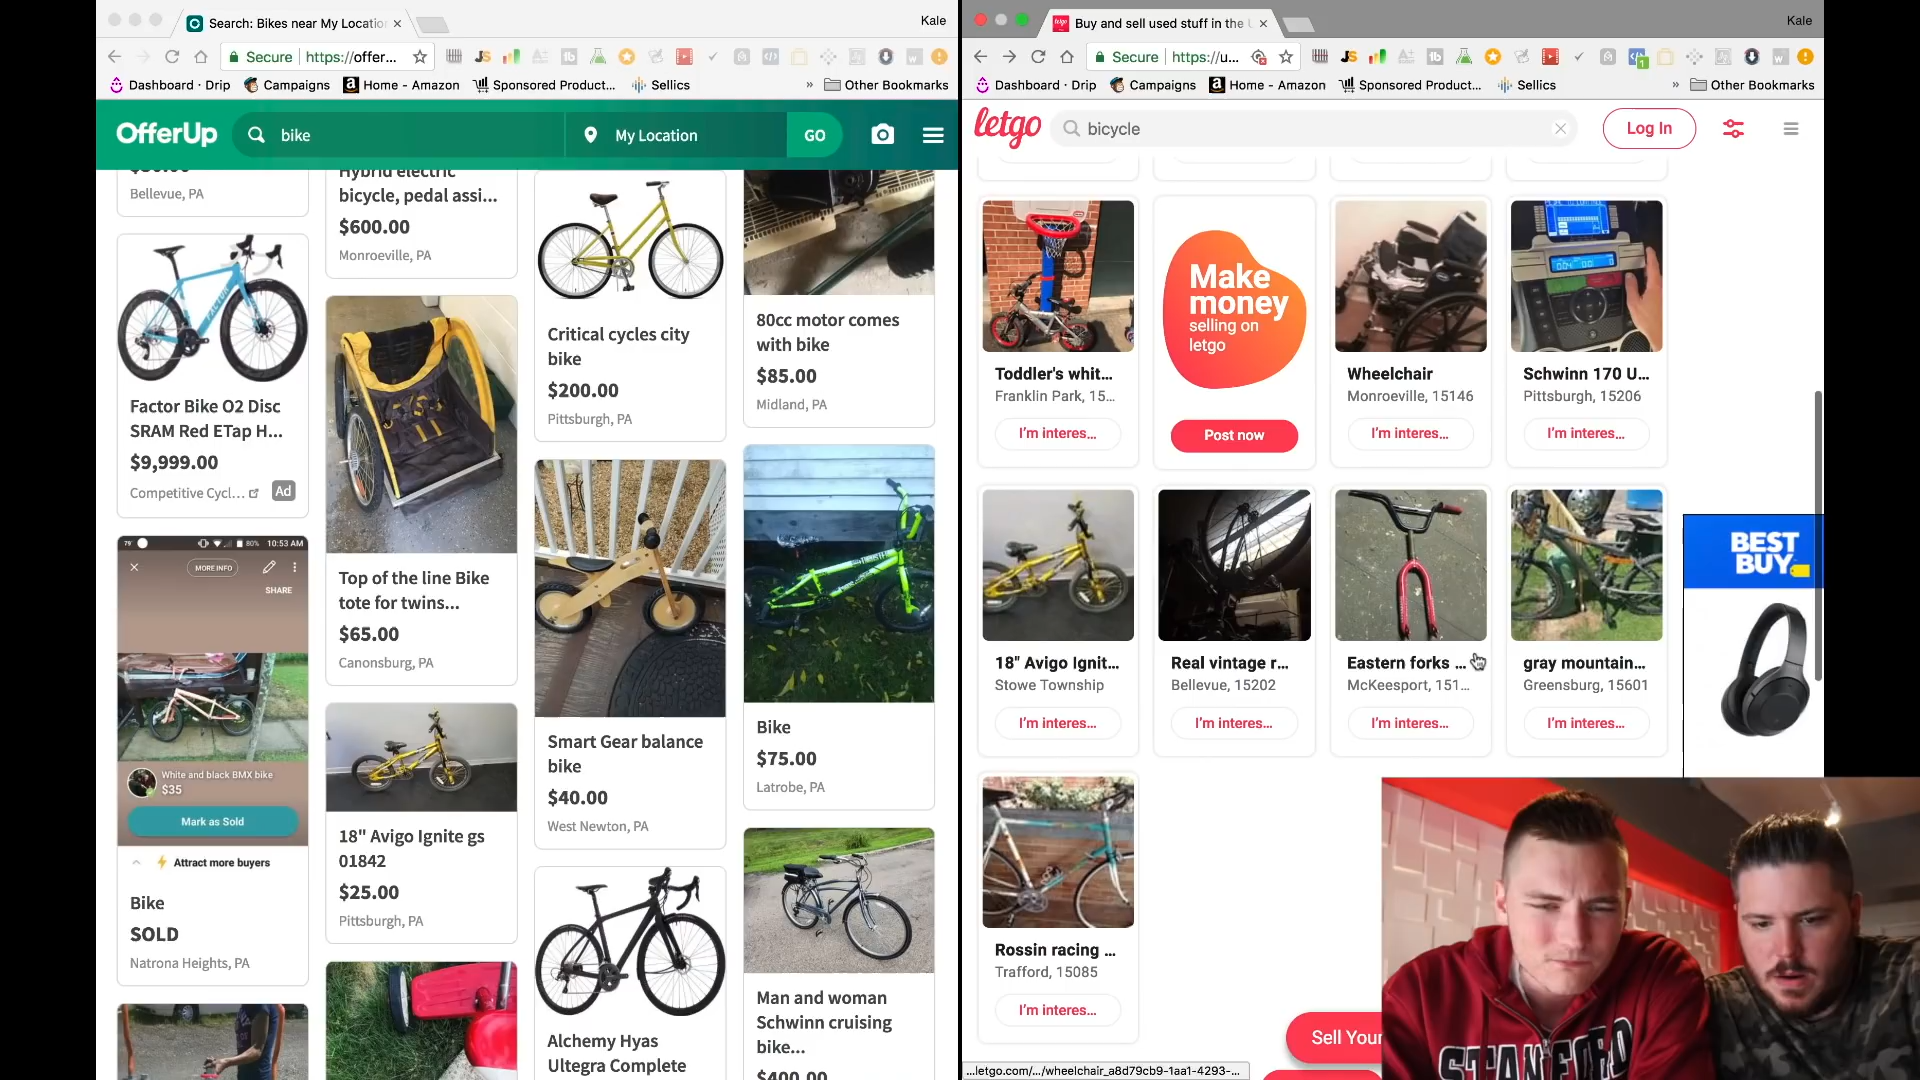 Search: Bikes near My Locatio
Kale
Secure
https://offer...
Dashboard · Drip
Campaigns
Home - Amazon
Sponsored Product...
Sellics
»
Other Bookmarks
OfferUp
bike
My Location
GO
Bellevue, PA
Factor Bike O2 Disc
SRAM Red ETap H...
$9,999.00
Competitive Cycl...
Ad
10:53 AM
80%
MORE INFO
SHARE
White and black BMX bike
$35
Mark as Sold
Attract more buyers
Bike
SOLD
Natrona Heights, PA
Hybrid electric
bicycle, pedal assi...
$600.00
Monroeville, PA
Top of the line Bike
tote for twins...
$65.00
Canonsburg, PA
18" Avigo Ignite gs
01842
$25.00
Pittsburgh, PA
Critical cycles city
bike
$200.00
Pittsburgh, PA
Smart Gear balance
bike
$40.00
West Newton, PA
Alchemy Hyas
Ultegra Complete
80cc motor comes
with bike
$85.00
Midland, PA
Bike
$75.00
Latrobe, PA
Man and woman
Schwinn cruising
bike...
$400.00
letgo
Buy and sell used stuff in the U
Kale
Secure
https://u...
Dashboard · Drip
Campaigns
Home - Amazon
Sponsored Product...
Sellics
»
Other Bookmarks
letgo
bicycle
Log In
Toddler's whit...
Franklin Park, 15...
I'm interes...
Make
money
selling on
letgo
Post now
Wheelchair
Monroeville, 15146
I'm interes...
Schwinn 170 U...
Pittsburgh, 15206
I'm interes...
18" Avigo Ignit...
Stowe Township
I'm interes...
Real vintage r...
Bellevue, 15202
I'm interes...
Eastern forks ...
McKeesport, 151...
I'm interes...
gray mountain...
Greensburg, 15601
I'm interes...
BEST
BUY
Rossin racing ...
Trafford, 15085
I'm interes...
Sell Your
STANFORD
...letgo.com/.../wheelchair_a8d79cb9-1aa1-4293-...